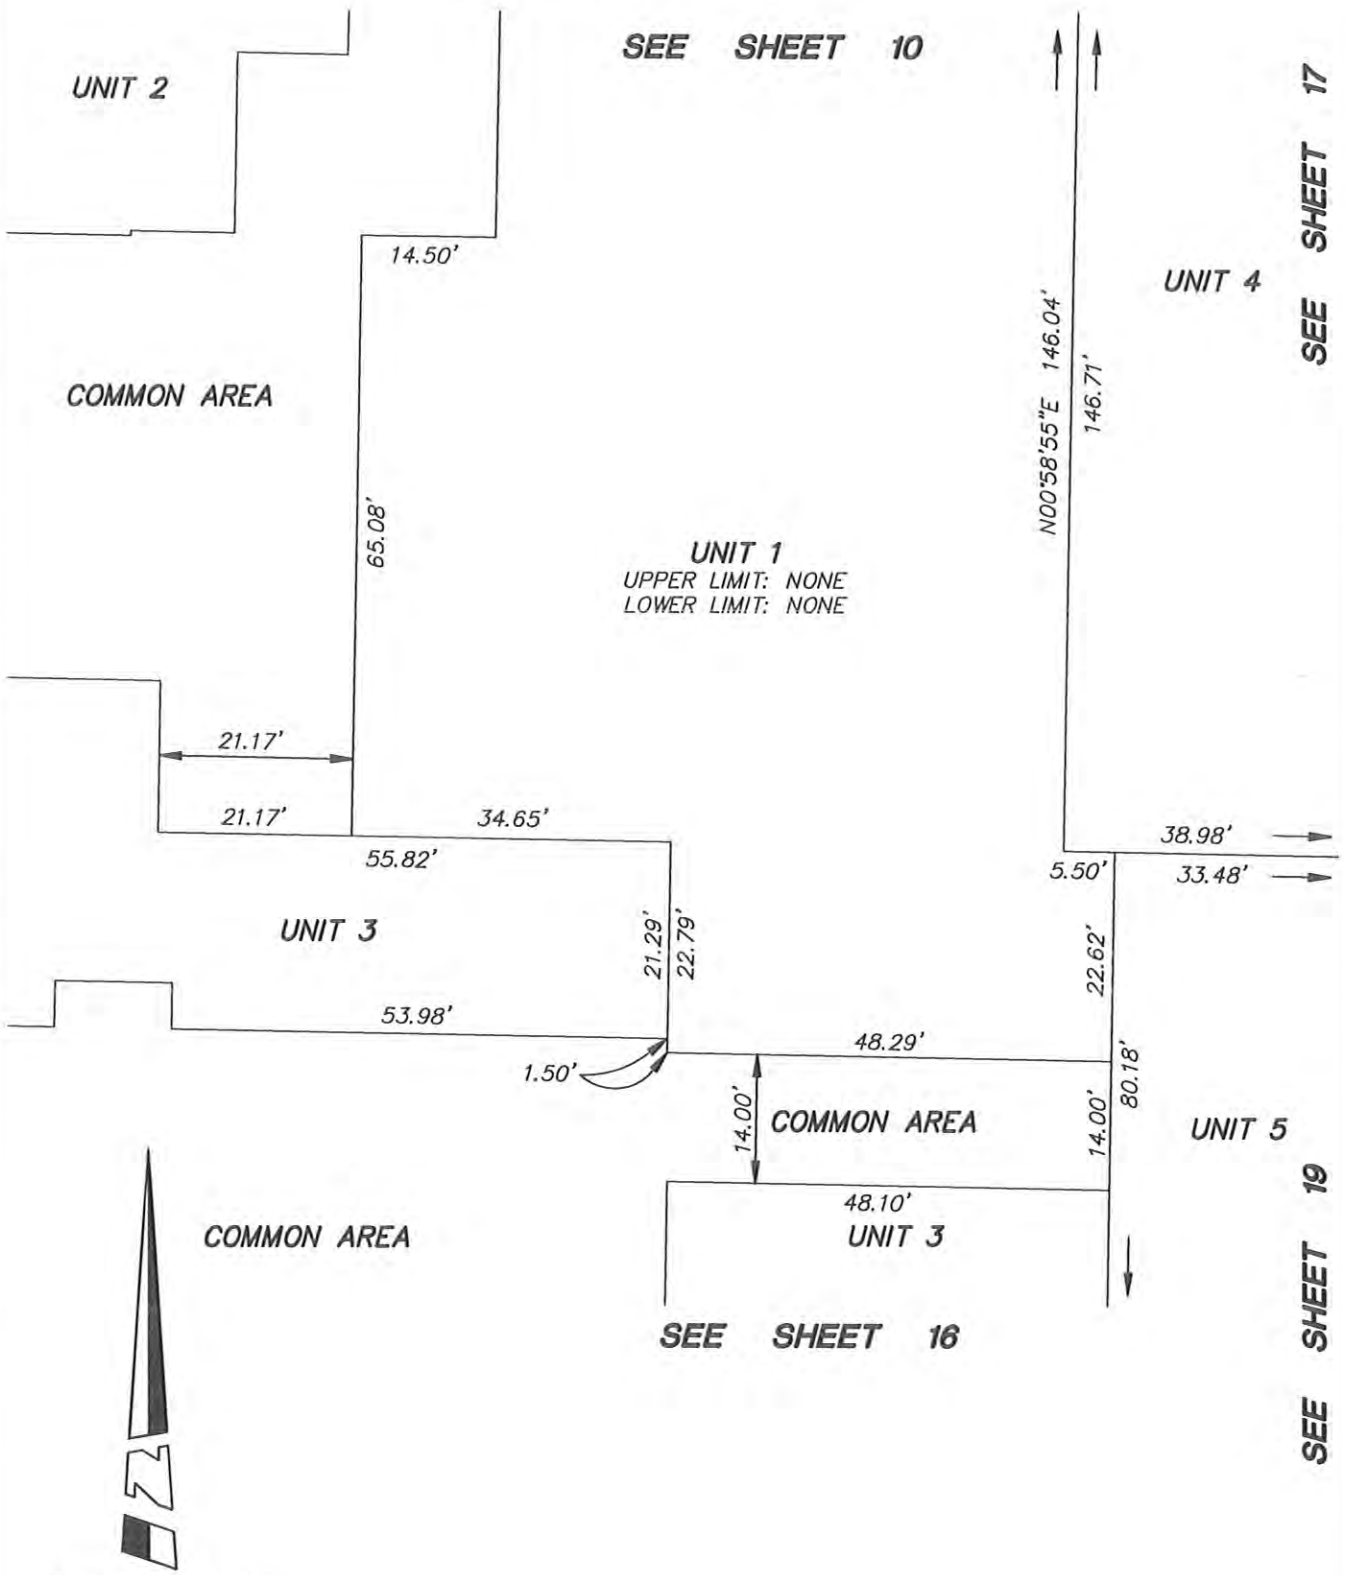 SEE SHEET 10
SEE SHEET 17
UNIT 2
14.50'
UNIT 4
N00°58'55"E 146.04'
146.71'
COMMON AREA
65.08'
UNIT 1
UPPER LIMIT: NONE
LOWER LIMIT: NONE
21.17'
21.17'
34.65'
55.82'
38.98'
5.50'
33.48'
UNIT 3
21.29'
22.79'
22.62'
53.98'
48.29'
1.50'
80.18'
14.00'
COMMON AREA
14.00'
UNIT 5
48.10'
UNIT 3
COMMON AREA
SEE SHEET 16
SEE SHEET 19
N